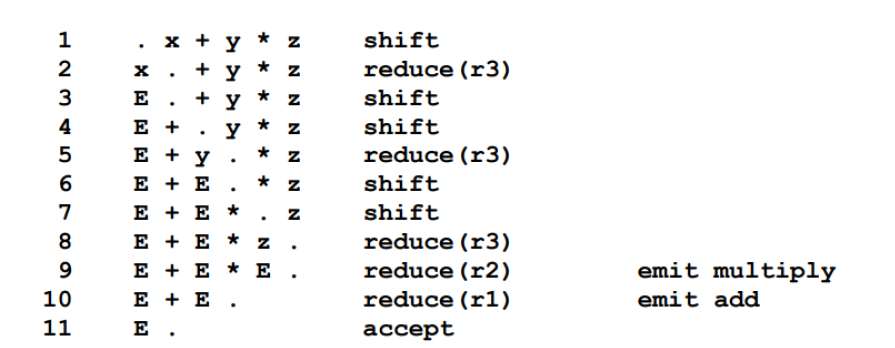 1 . x + y * z shift
2 x . + y * z reduce(r3)
3 E . + y * z shift
4 E + . y * z shift
5 E + y . * z reduce(r3)
6 E + E . * z shift
7 E + E * . z shift
8 E + E * z . reduce(r3)
9 E + E * E . reduce(r2) emit multiply
10 E + E . reduce(r1) emit add
11 E . accept